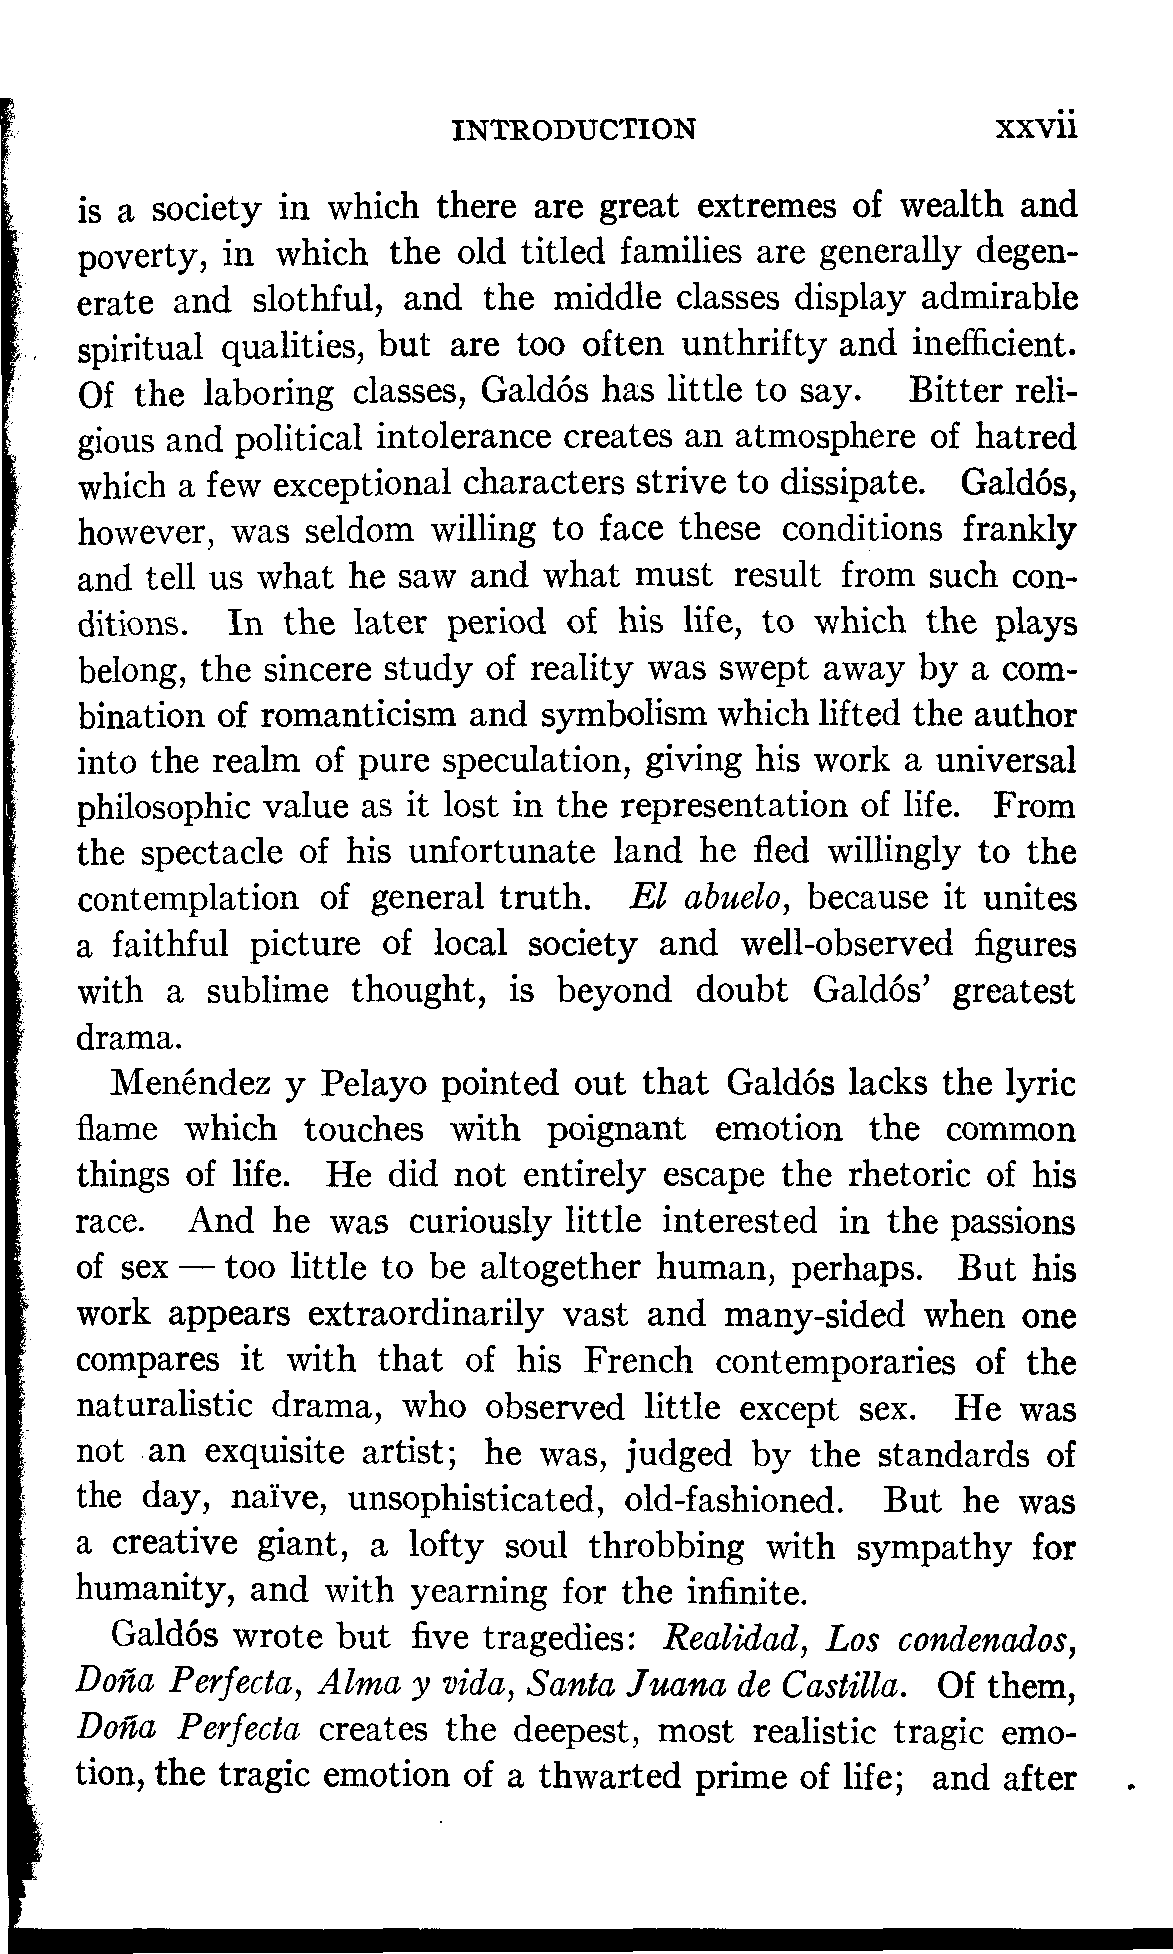 INTRODUCTION xxvii
is a society in which there are great extremes of wealth and
poverty, in which the old titled families are generally degen-
erate and slothful, and the middle classes display admirable
spiritual qualities, but are too often unthrifty and inefficient.
Of the laboring classes, Galdós has little to say. Bitter reli-
gious and political intolerance creates an atmosphere of hatred
which a few exceptional characters strive to dissipate. Galdós,
however, was seldom willing to face these conditions frankly
and tell us what he saw and what must result from such con-
ditions. In the later period of his life, to which the plays
belong, the sincere study of reality was swept away by a com-
bination of romanticism and symbolism which lifted the author
into the realm of pure speculation, giving his work a universal
philosophic value as it lost in the representation of life. From
the spectacle of his unfortunate land he fled willingly to the
contemplation of general truth. El abuelo, because it unites
a faithful picture of local society and well-observed figures
with a sublime thought, is beyond doubt Galdós' greatest
drama.
Menéndez y Pelayo pointed out that Galdós lacks the lyric
flame which touches with poignant emotion the common
things of life. He did not entirely escape the rhetoric of his
race. And he was curiously little interested in the passions
of sex — too little to be altogether human, perhaps. But his
work appears extraordinarily vast and many-sided when one
compares it with that of his French contemporaries of the
naturalistic drama, who observed little except sex. He was
not an exquisite artist; he was, judged by the standards of
the day, naïve, unsophisticated, old-fashioned. But he was
a creative giant, a lofty soul throbbing with sympathy for
humanity, and with yearning for the infinite.
Galdós wrote but five tragedies: Realidad, Los condenados,
Doña Perfecta, Alma y vida, Santa Juana de Castilla. Of them,
Doña Perfecta creates the deepest, most realistic tragic emo-
tion, the tragic emotion of a thwarted prime of life; and after